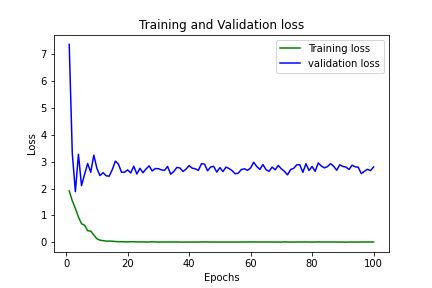 Training and Validation loss
Training loss
validation loss
7
6
5
4
3
2
1
0
Loss
0 20 40 60 80 100
Epochs